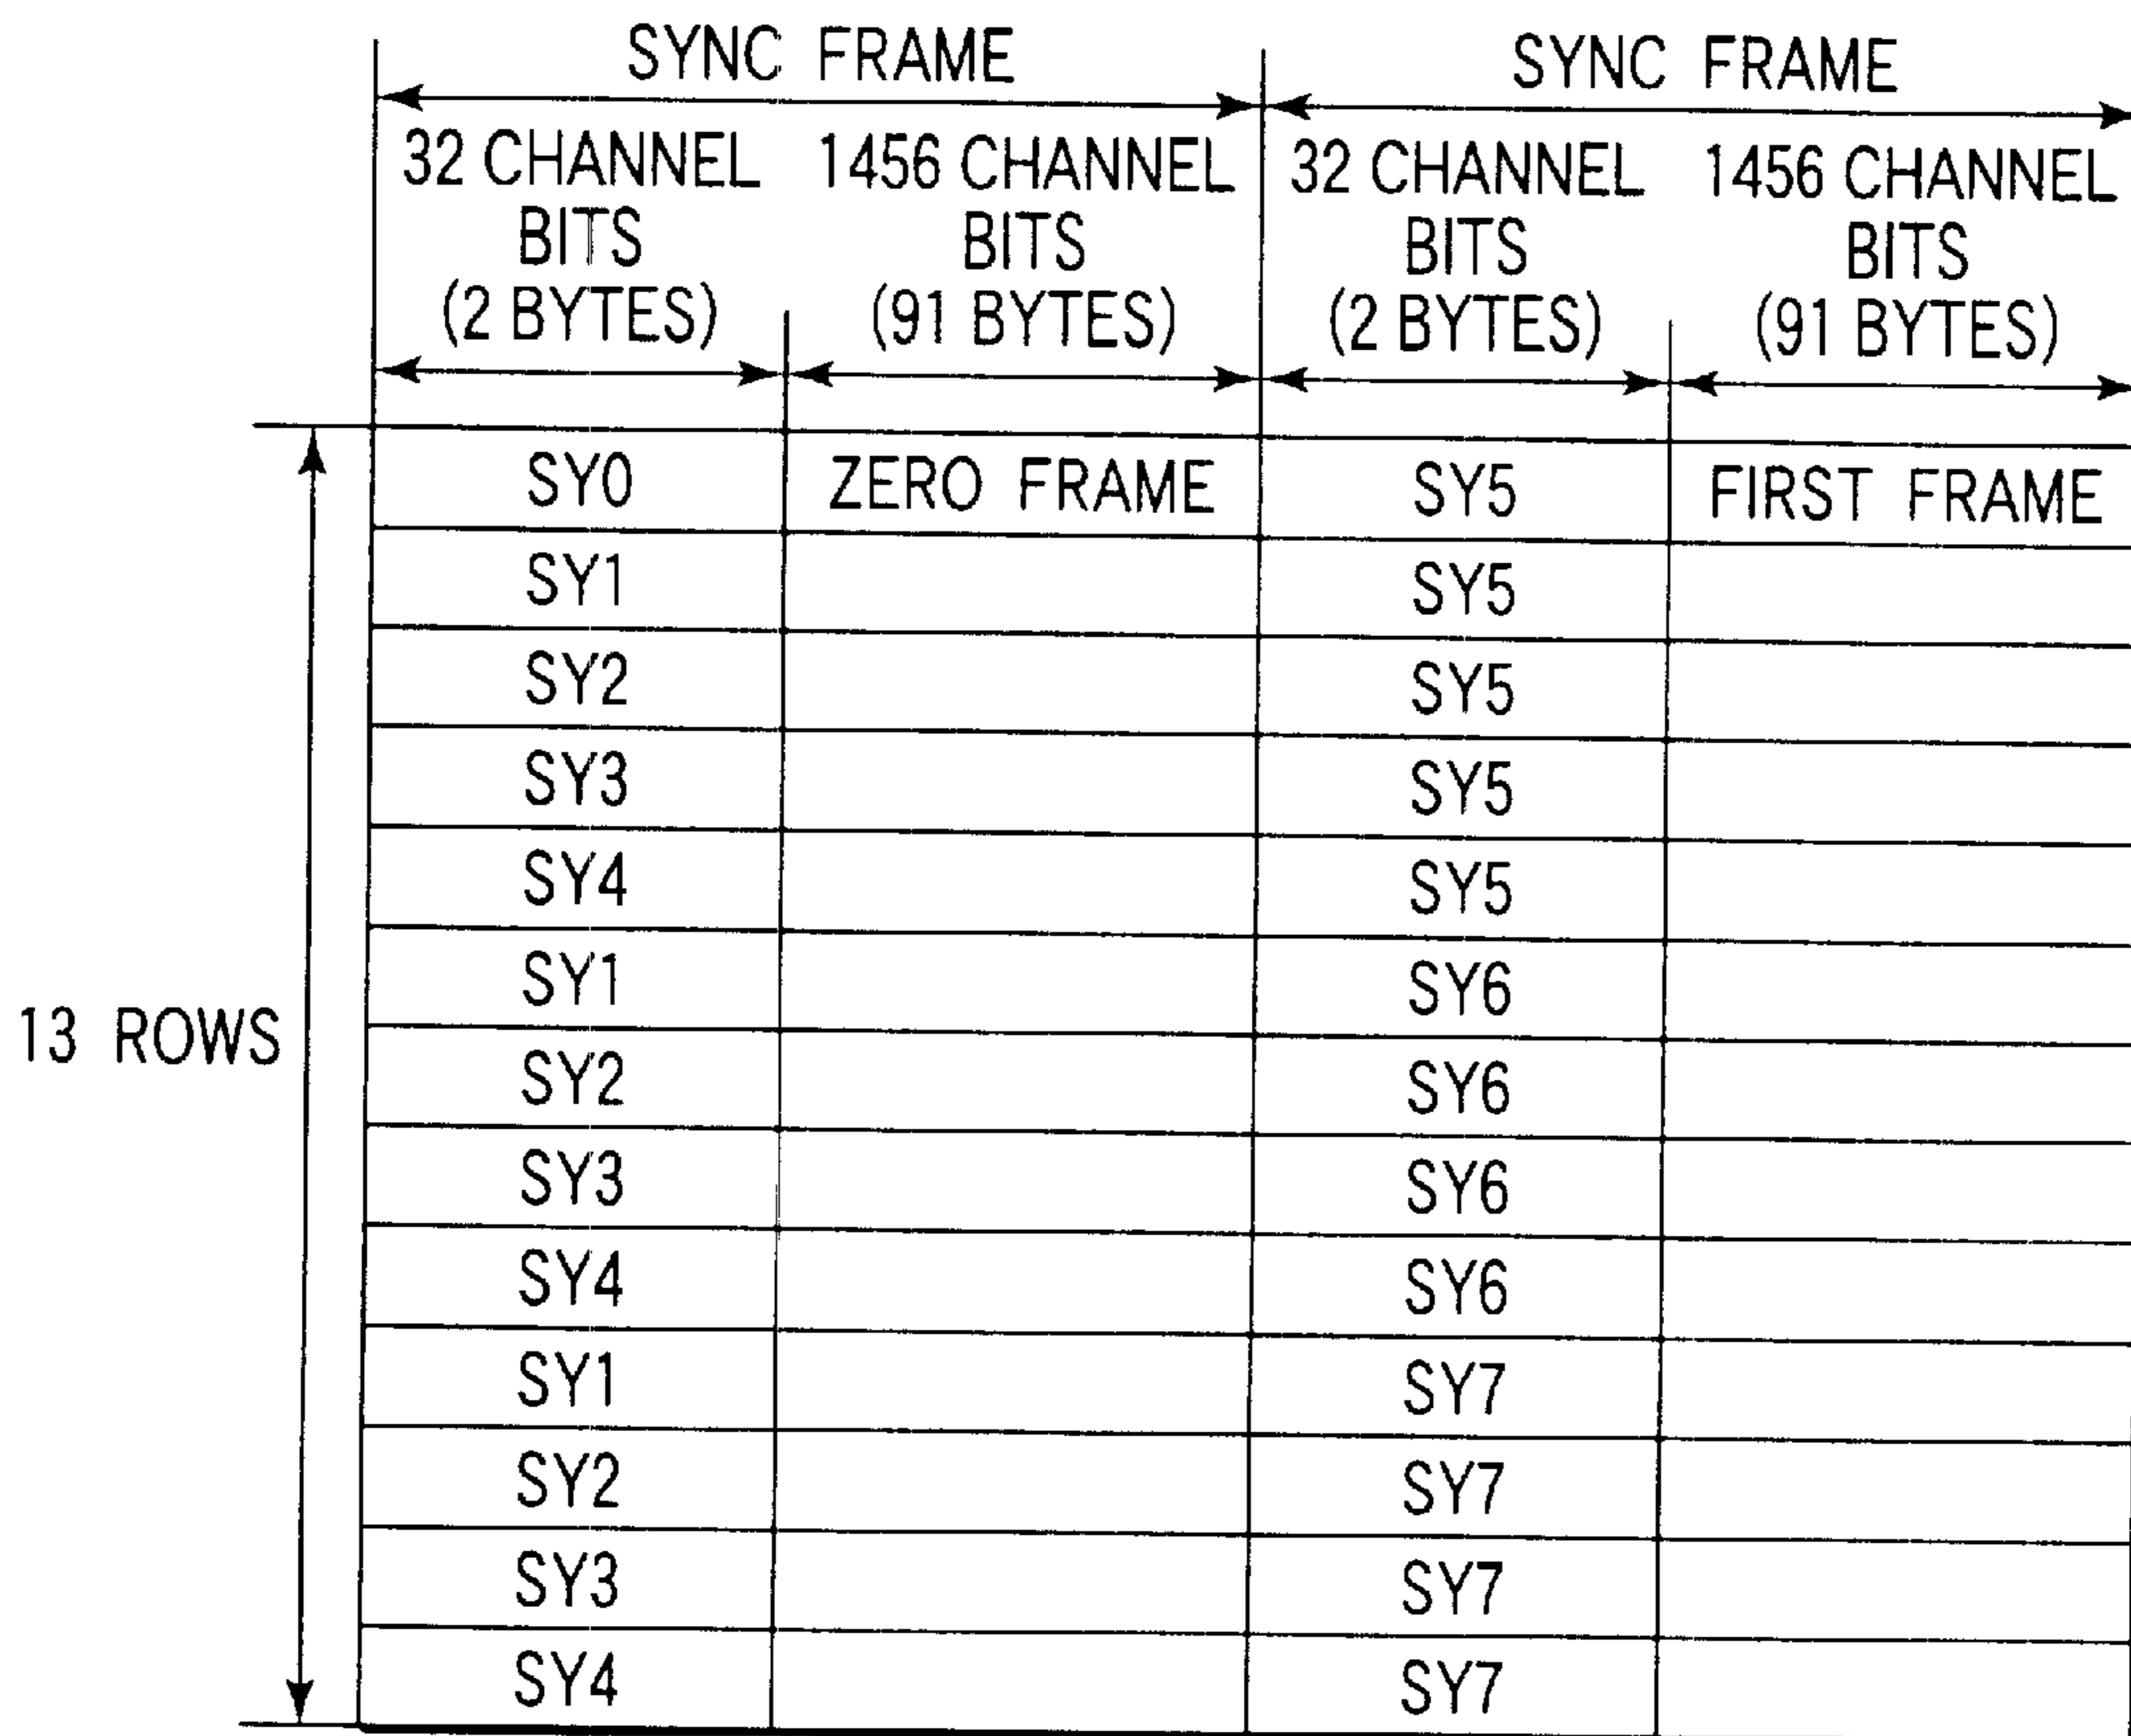 SYNC FRAME SYNC FRAME
32 CHANNEL 1456 CHANNEL 32 CHANNEL 1456 CHANNEL
BITS BITS BITS BITS
(2 BYTES) (91 BYTES) (2 BYTES) (91 BYTES)
SY0 ZERO FRAME SY5 FIRST FRAME
SY1 SY5
SY2 SY5
SY3 SY5
SY4 SY5
SY1 SY6
13 ROWS
SY2 SY6
SY3 SY6
SY4 SY6
SY1 SY7
SY2 SY7
SY3 SY7
SY4 SY7